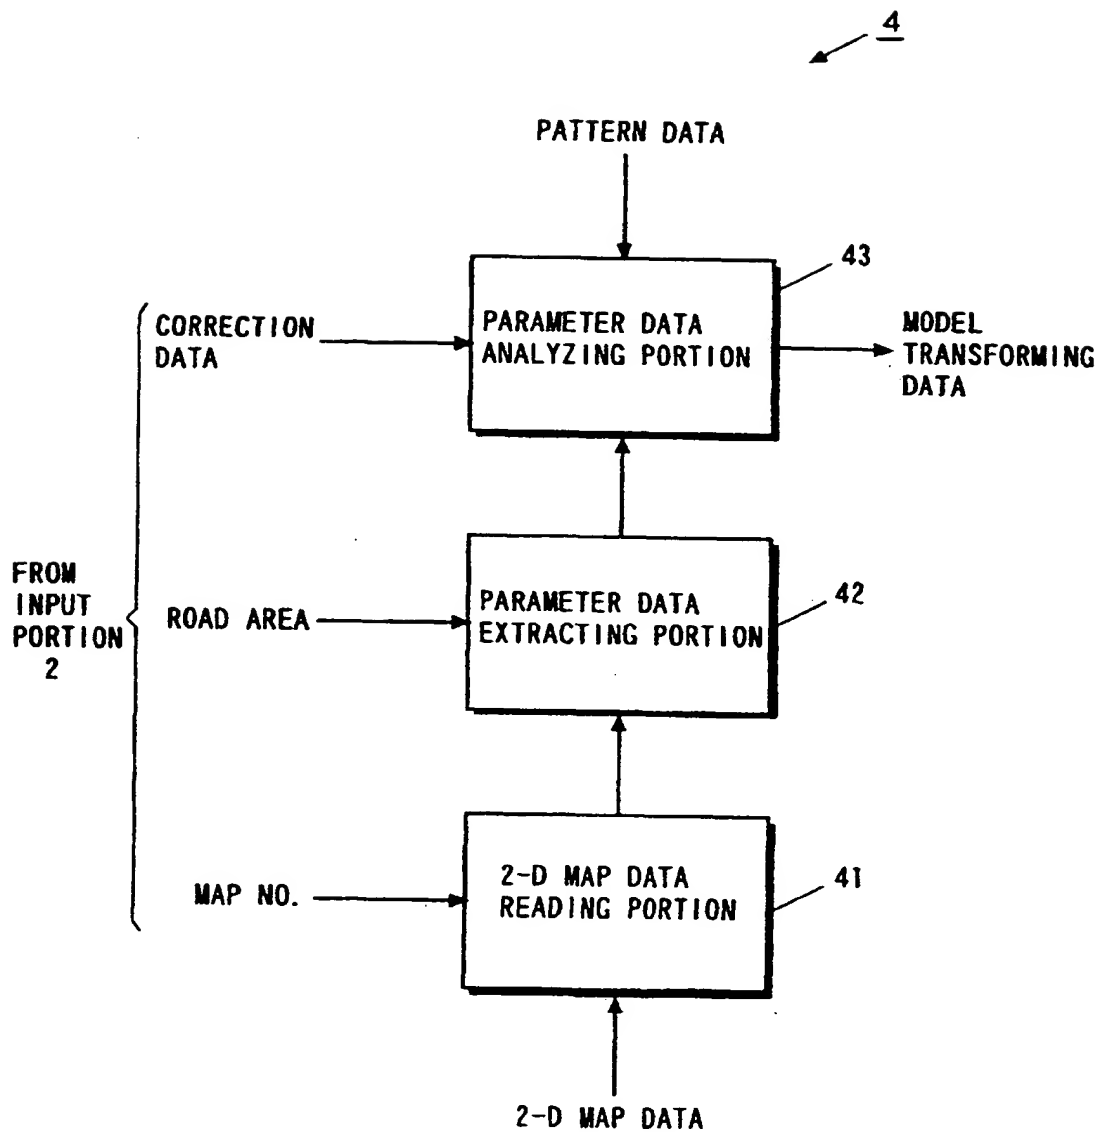 4
PATTERN DATA
43
CORRECTION
DATA
PARAMETER DATA
ANALYZING PORTION
MODEL
TRANSFORMING
DATA
FROM
INPUT
PORTION
2
ROAD AREA
PARAMETER DATA
EXTRACTING PORTION
42
MAP NO.
2-D MAP DATA
READING PORTION
41
2-D MAP DATA